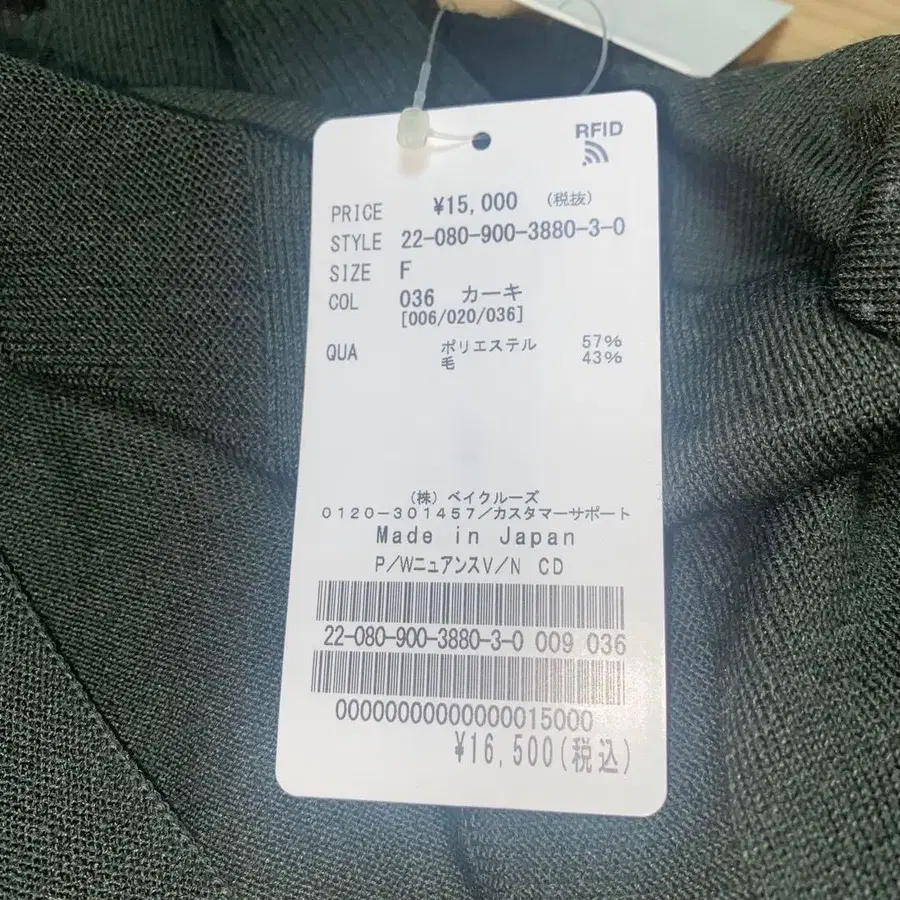 RFID
PRICE ¥15,000 (税抜)
STYLE 22-080-900-3880-3-0
SIZE F
COL 036 カーキ
[006/020/036]
QUA ポリエステル 57%
毛 43%
(株) ベイクルーズ
0120-301457/カスタマーサポート
Made in Japan
P/WニュアンスV/N CD
22-080-900-3880-3-0 009 036
00000000000000015000
¥16,500(税込)